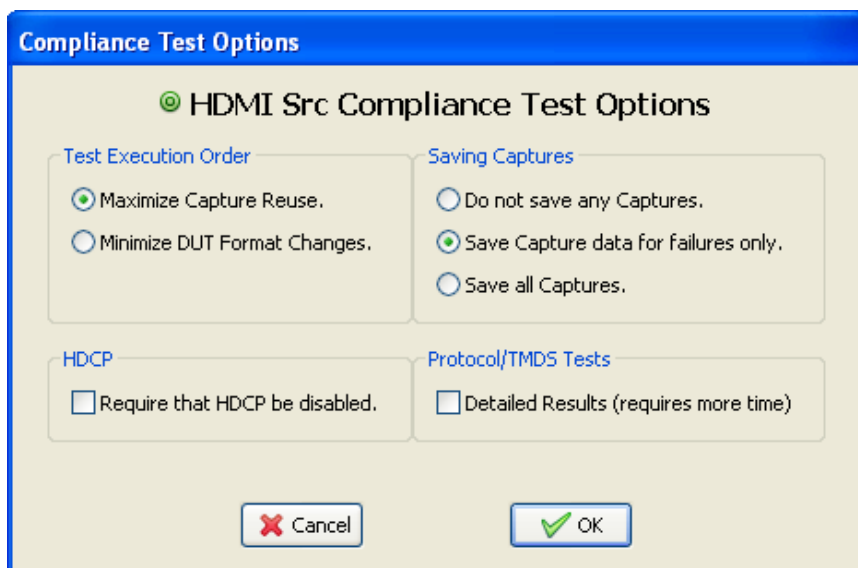 Compliance Test Options
HDMI Src Compliance Test Options
Test Execution Order
Maximize Capture Reuse.
Minimize DUT Format Changes.
Saving Captures
Do not save any Captures.
Save Capture data for failures only.
Save all Captures.
HDCP
Require that HDCP be disabled.
Protocol/TMDS Tests
Detailed Results (requires more time)
Cancel
OK